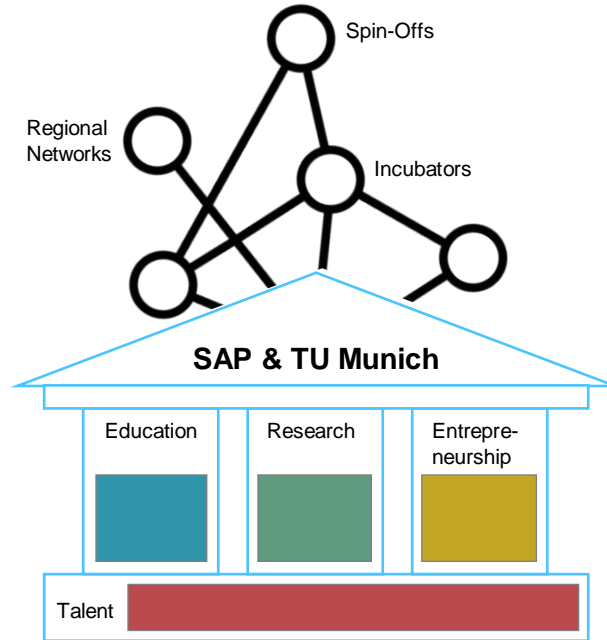 Spin-Offs
Regional
Networks
Incubators
SAP & TU Munich
Education
Research
Entrepre-
neurship
Talent